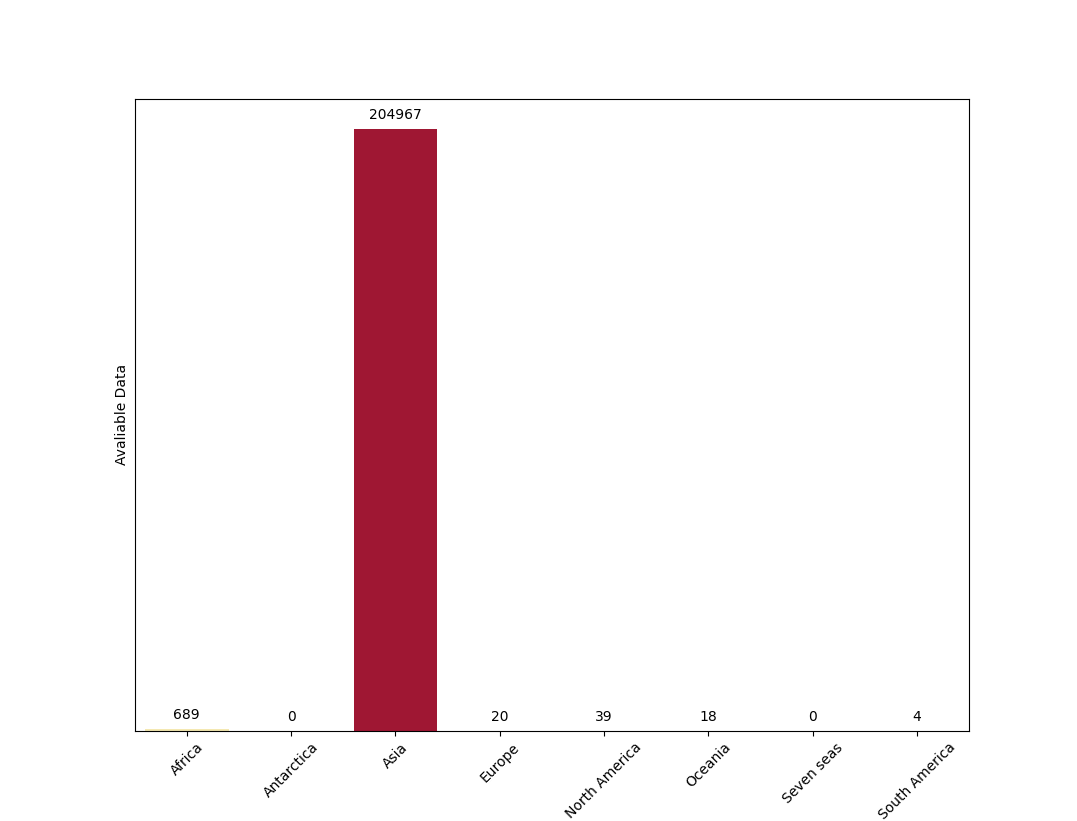 204967
Avaliable Data
689
0
20
39
18
0
4
Africa
Antarctica
Asia
Europe
North America
Oceania
Seven seas
South America